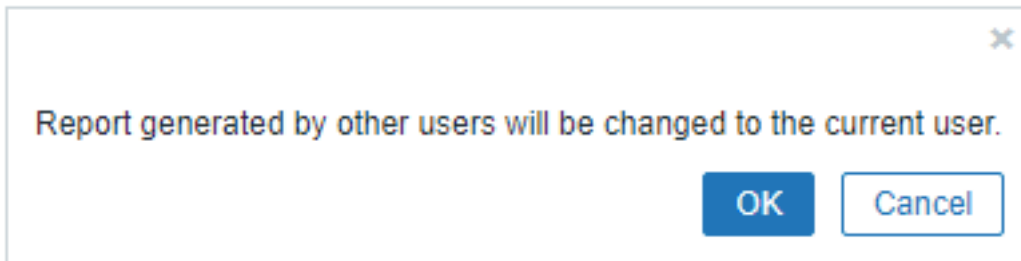 Report generated by other users will be changed to the current user.
OK Cancel